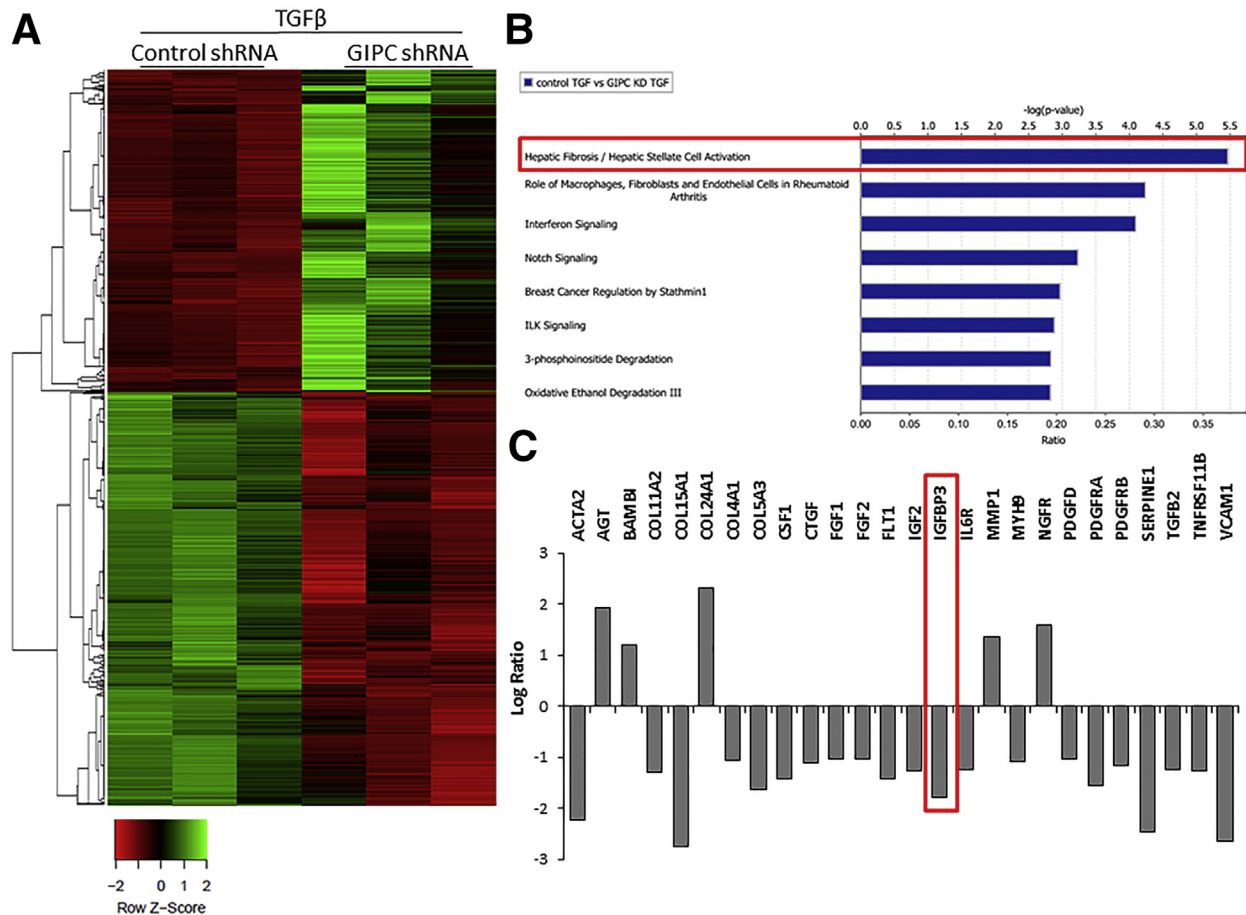 A
TGFβ
Control shRNA
GIPC shRNA
−2
0
1
2
Row Z−Score
B
control TGF vs GIPC KD TGF
-log(p-value)
0.0
0.5
1.0
1.5
2.0
2.5
3.0
3.5
4.0
4.5
5.0
5.5
Hepatic Fibrosis / Hepatic Stellate Cell Activation
Role of Macrophages, Fibroblasts and Endothelial Cells in Rheumatoid
Arthritis
Interferon Signaling
Notch Signaling
Breast Cancer Regulation by Stathmin1
ILK Signaling
3-phosphoinositide Degradation
Oxidative Ethanol Degradation III
0.00
0.05
0.10
0.15
0.20
0.25
0.30
0.35
Ratio
C
ACTA2
AGT
BAMBI
COL11A2
COL15A1
COL24A1
COL4A1
COL5A3
CSF1
CTGF
FGF1
FGF2
FLT1
IGF2
IGFBP3
IL6R
MMP1
MYH9
NGFR
PDGFD
PDGFRA
PDGFRB
SERPINE1
TGFB2
TNFRSF11B
VCAM1
Log Ratio
3
2
1
0
-1
-2
-3